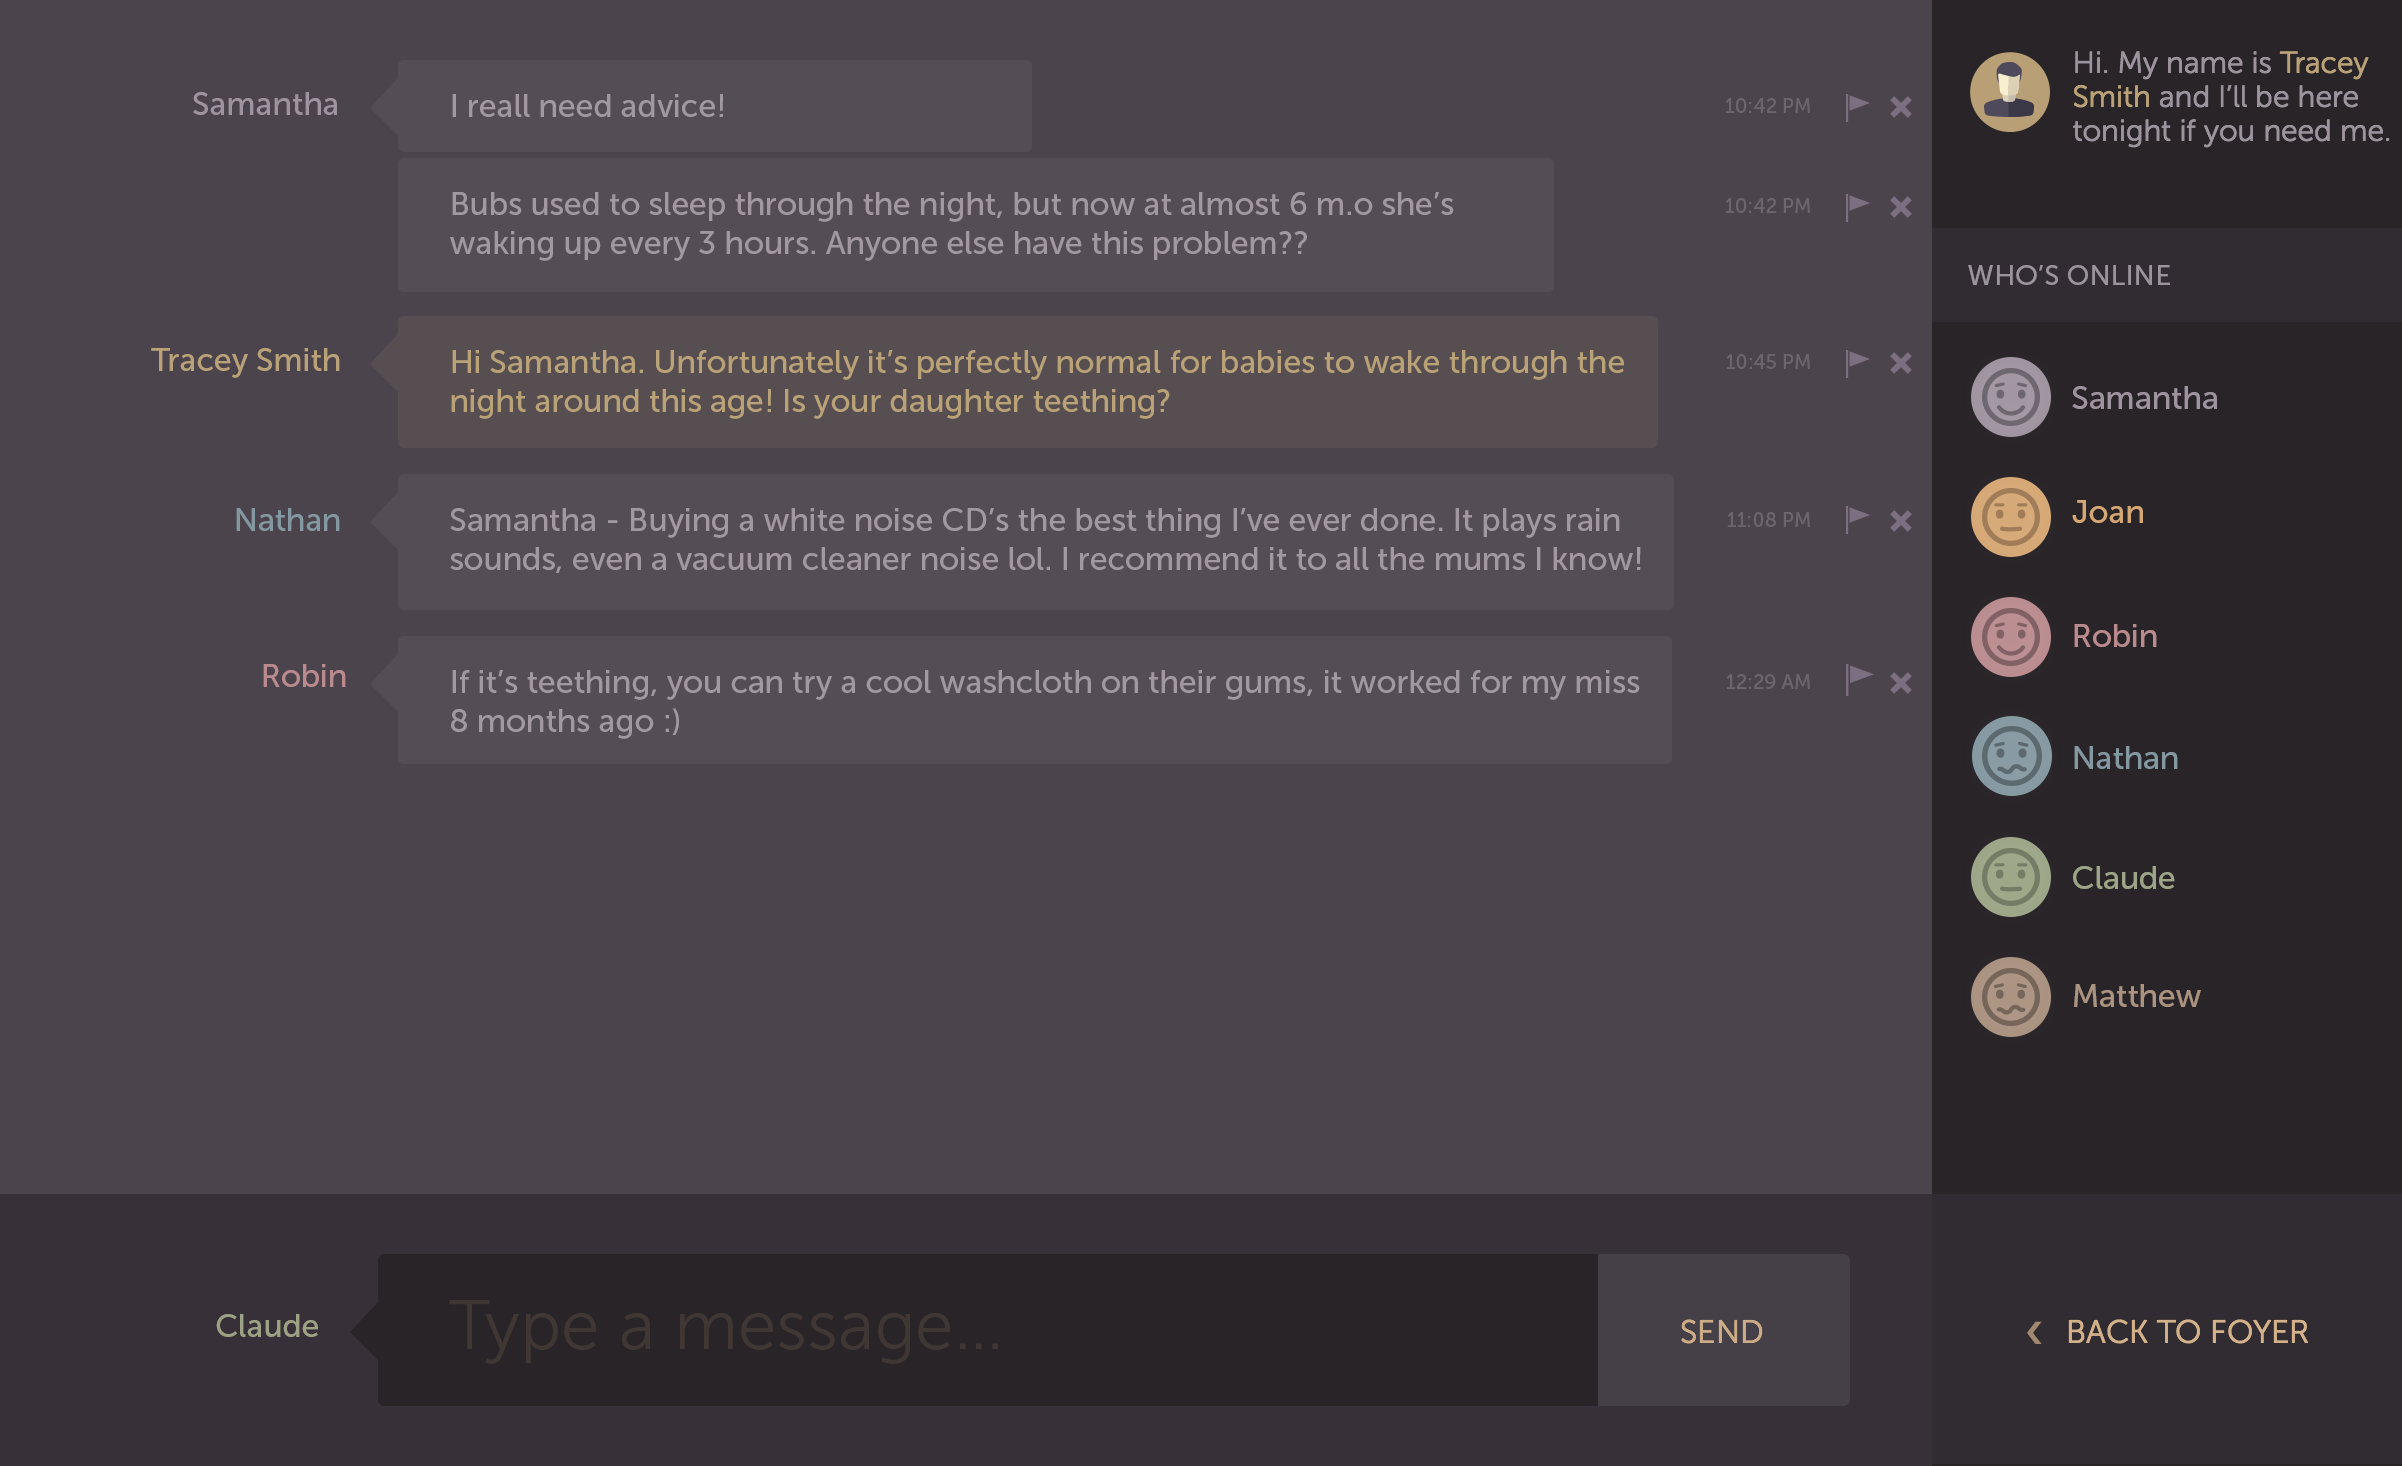 Samantha
I reall need advice!
10:42 PM
Bubs used to sleep through the night, but now at almost 6 m.o she's
waking up every 3 hours. Anyone else have this problem??
10:42 PM
Tracey Smith
Hi Samantha. Unfortunately it's perfectly normal for babies to wake through the
night around this age! Is your daughter teething?
10:45 PM
Nathan
Samantha - Buying a white noise CD's the best thing I've ever done. It plays rain
sounds, even a vacuum cleaner noise lol. I recommend it to all the mums I know!
11:08 PM
Robin
If it's teething, you can try a cool washcloth on their gums, it worked for my miss
8 months ago :)
12:29 AM
Claude
Type a message...
SEND
Hi. My name is Tracey
Smith and I'll be here
tonight if you need me.
WHO'S ONLINE
Samantha
Joan
Robin
Nathan
Claude
Matthew
BACK TO FOYER